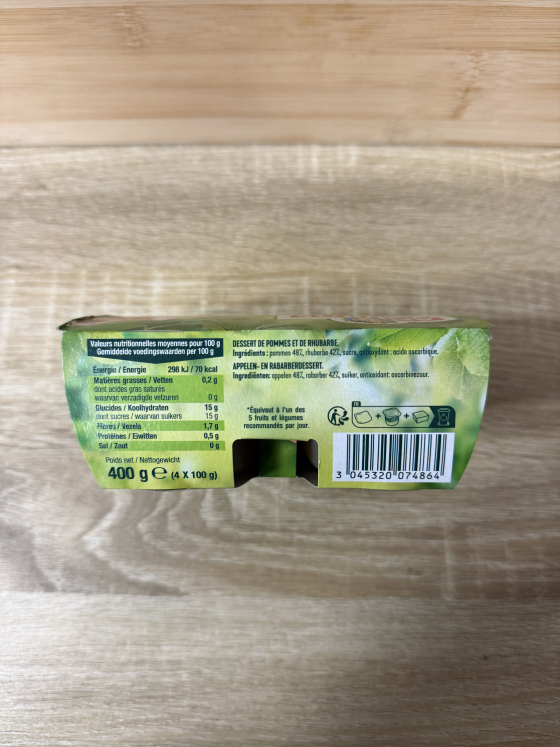 Valeurs nutritionnelles moyennes pour 100 g
Gemiddelde voedingswaarden per 100 g
Énergie / Energie 298 kJ / 70 kcal
Matières grasses / Vetten 0,2 g
dont acides gras saturés
waarvan verzadigde vetzuren 0 g
Glucides / Koolhydraten 15 g
dont sucres / waarvan suikers 15 g
Fibres / Vezels 1,7 g
Protéines / Eiwitten 0,5 g
Sel / Zout 0 g
Poids net / Nettogewicht
400 g ℮ (4 X 100 g)
DESSERT DE POMMES ET DE RHUBARBE.
Ingrédients : pommes 48%, rhubarbe 42%, sucre, antioxydant : acide ascorbique.
APPELEN- EN RABARBERDESSERT.
Ingrediënten: appelen 48%, rabarber 42%, suiker, antioxidant: ascorbinezuur.
*Équivaut à l'un des
5 fruits et légumes
recommandés par jour.
FR
+ +
3 045320 074864